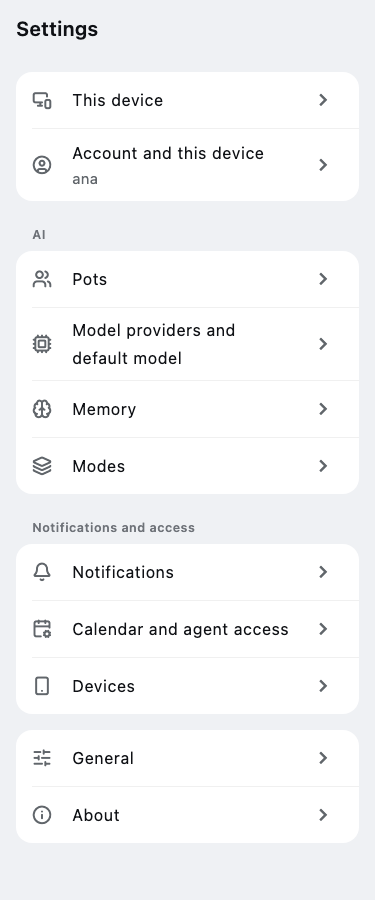 Settings
This device
Account and this device
ana
AI
Pots
Model providers and
default model
Memory
Modes
Notifications and access
Notifications
Calendar and agent access
Devices
General
About